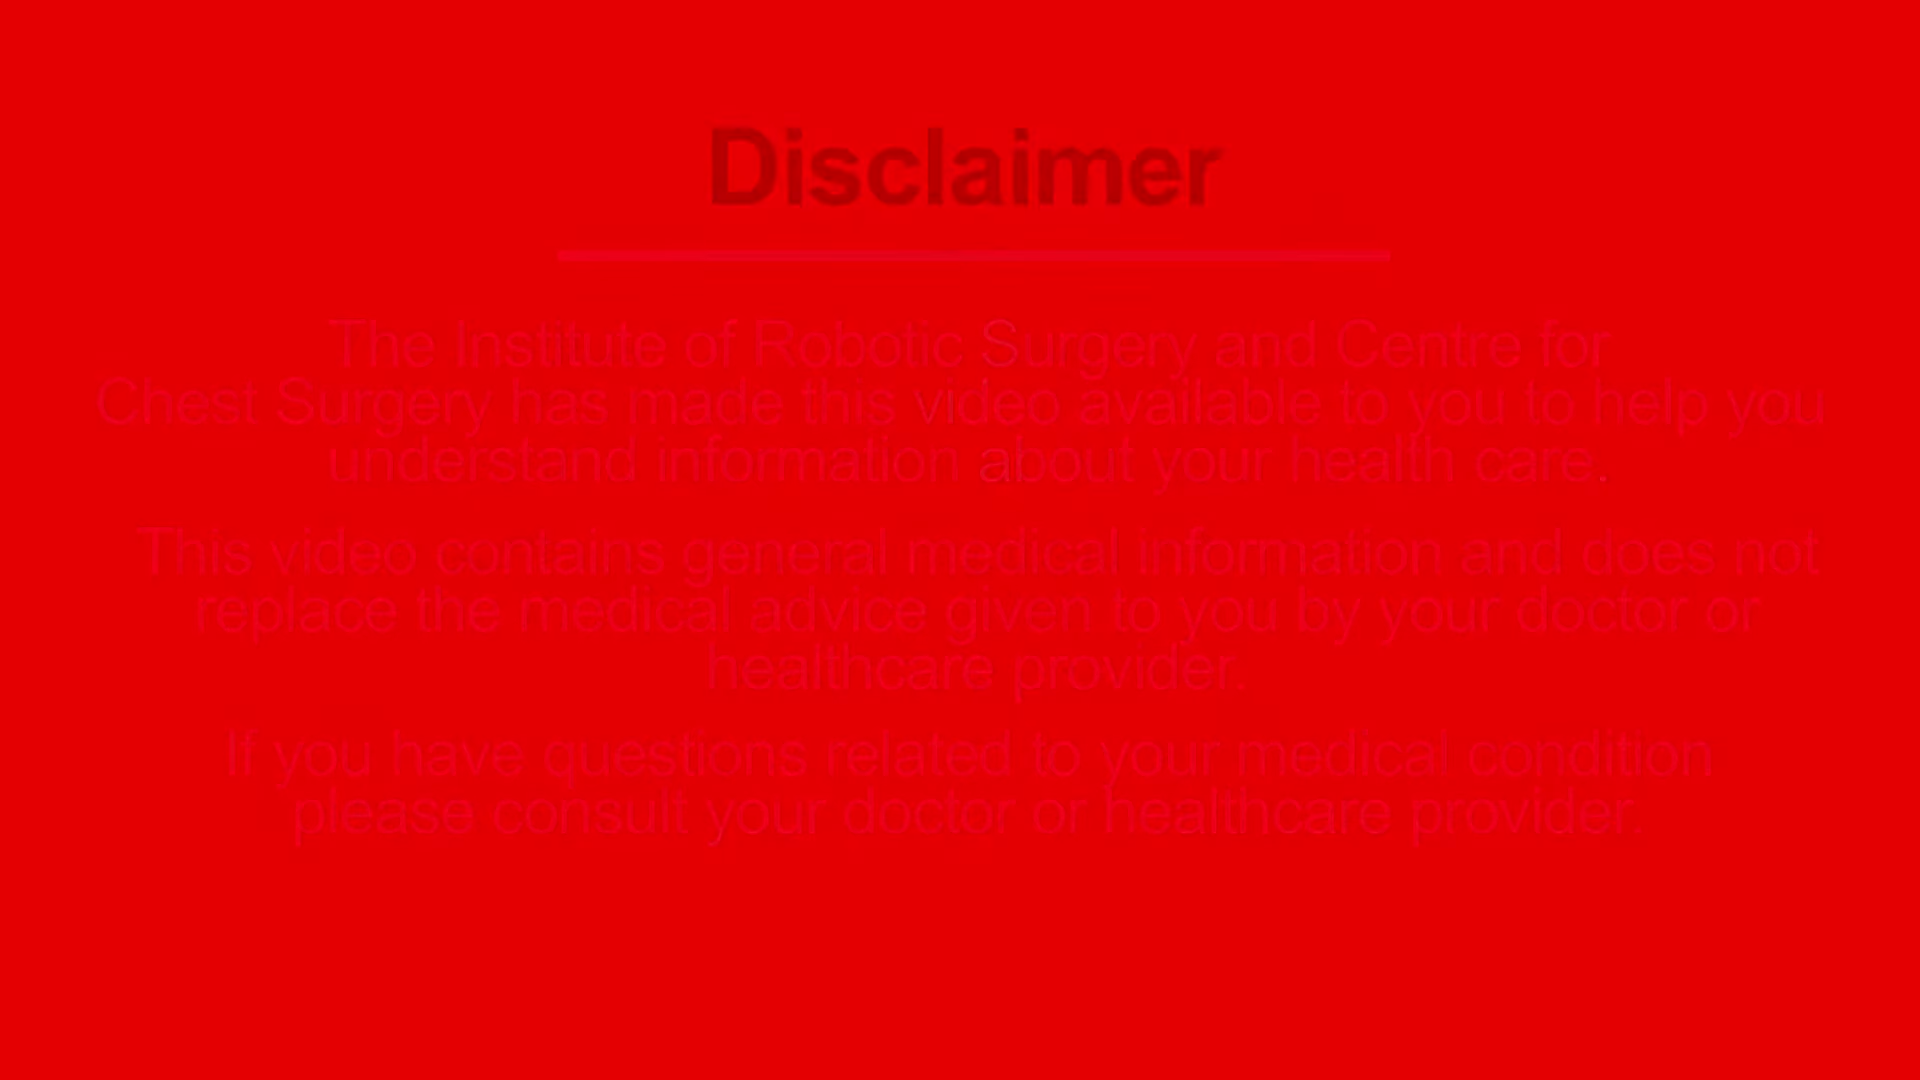 Disclaimer
The Institute of Robotic Surgery and Centre for
Chest Surgery has made this video available to you to help you
understand information about your health care.
This video contains general medical information and does not
replace the medical advice given to you by your doctor or
healthcare provider.
If you have questions related to your medical condition
please consult your doctor or healthcare provider.